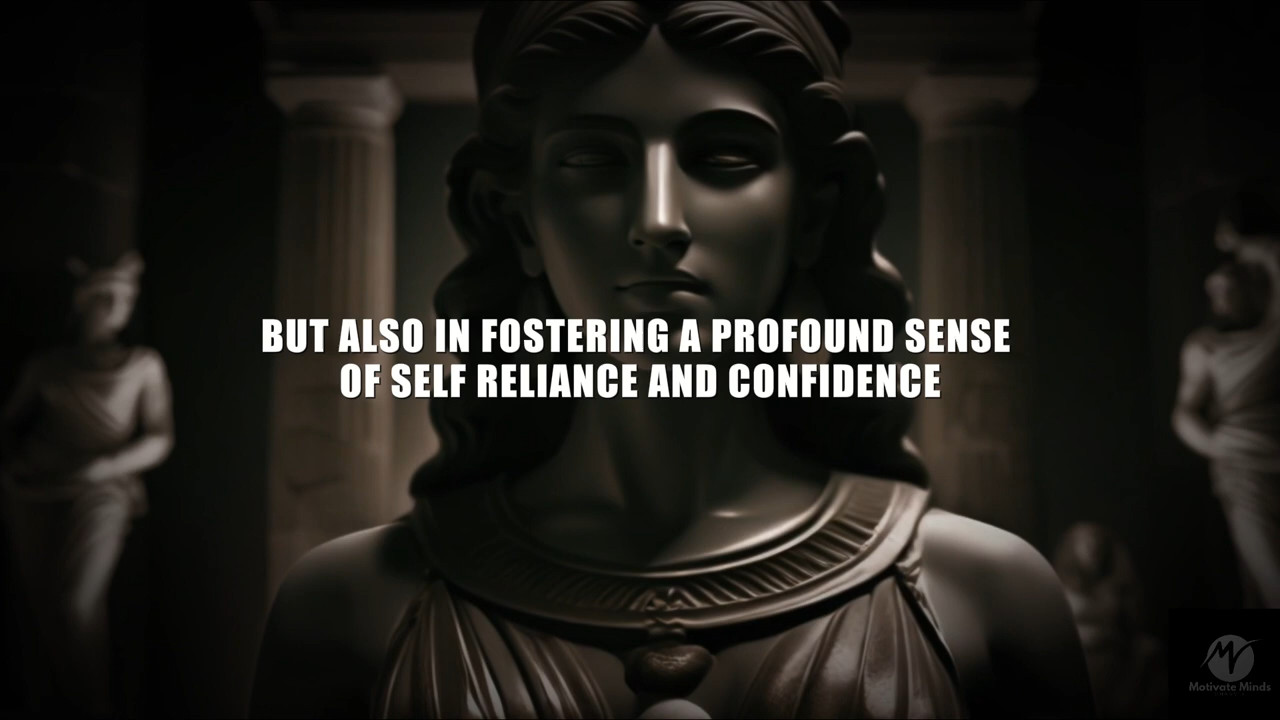 BUT ALSO IN FOSTERING A PROFOUND SENSE
OF SELF RELIANCE AND CONFIDENCE
Motivate Minds